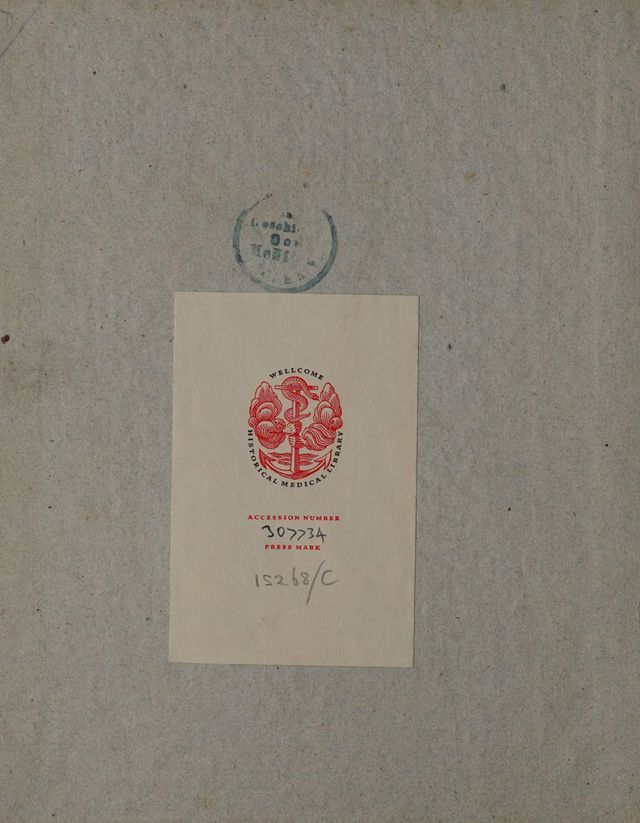 WELLCOME
HISTORICAL MEDICAL LIBRARY
ACCESSION NUMBER
307734
PRESS MARK
15268/C